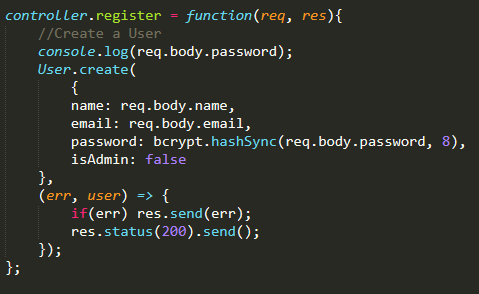 controller.register = function(req, res){
    //Create a User
    console.log(req.body.password);
    User.create(
        {
        name: req.body.name,
        email: req.body.email,
        password: bcrypt.hashSync(req.body.password, 8),
        isAdmin: false
    },
    (err, user) => {
        if(err) res.send(err);
        res.status(200).send();
    });
};